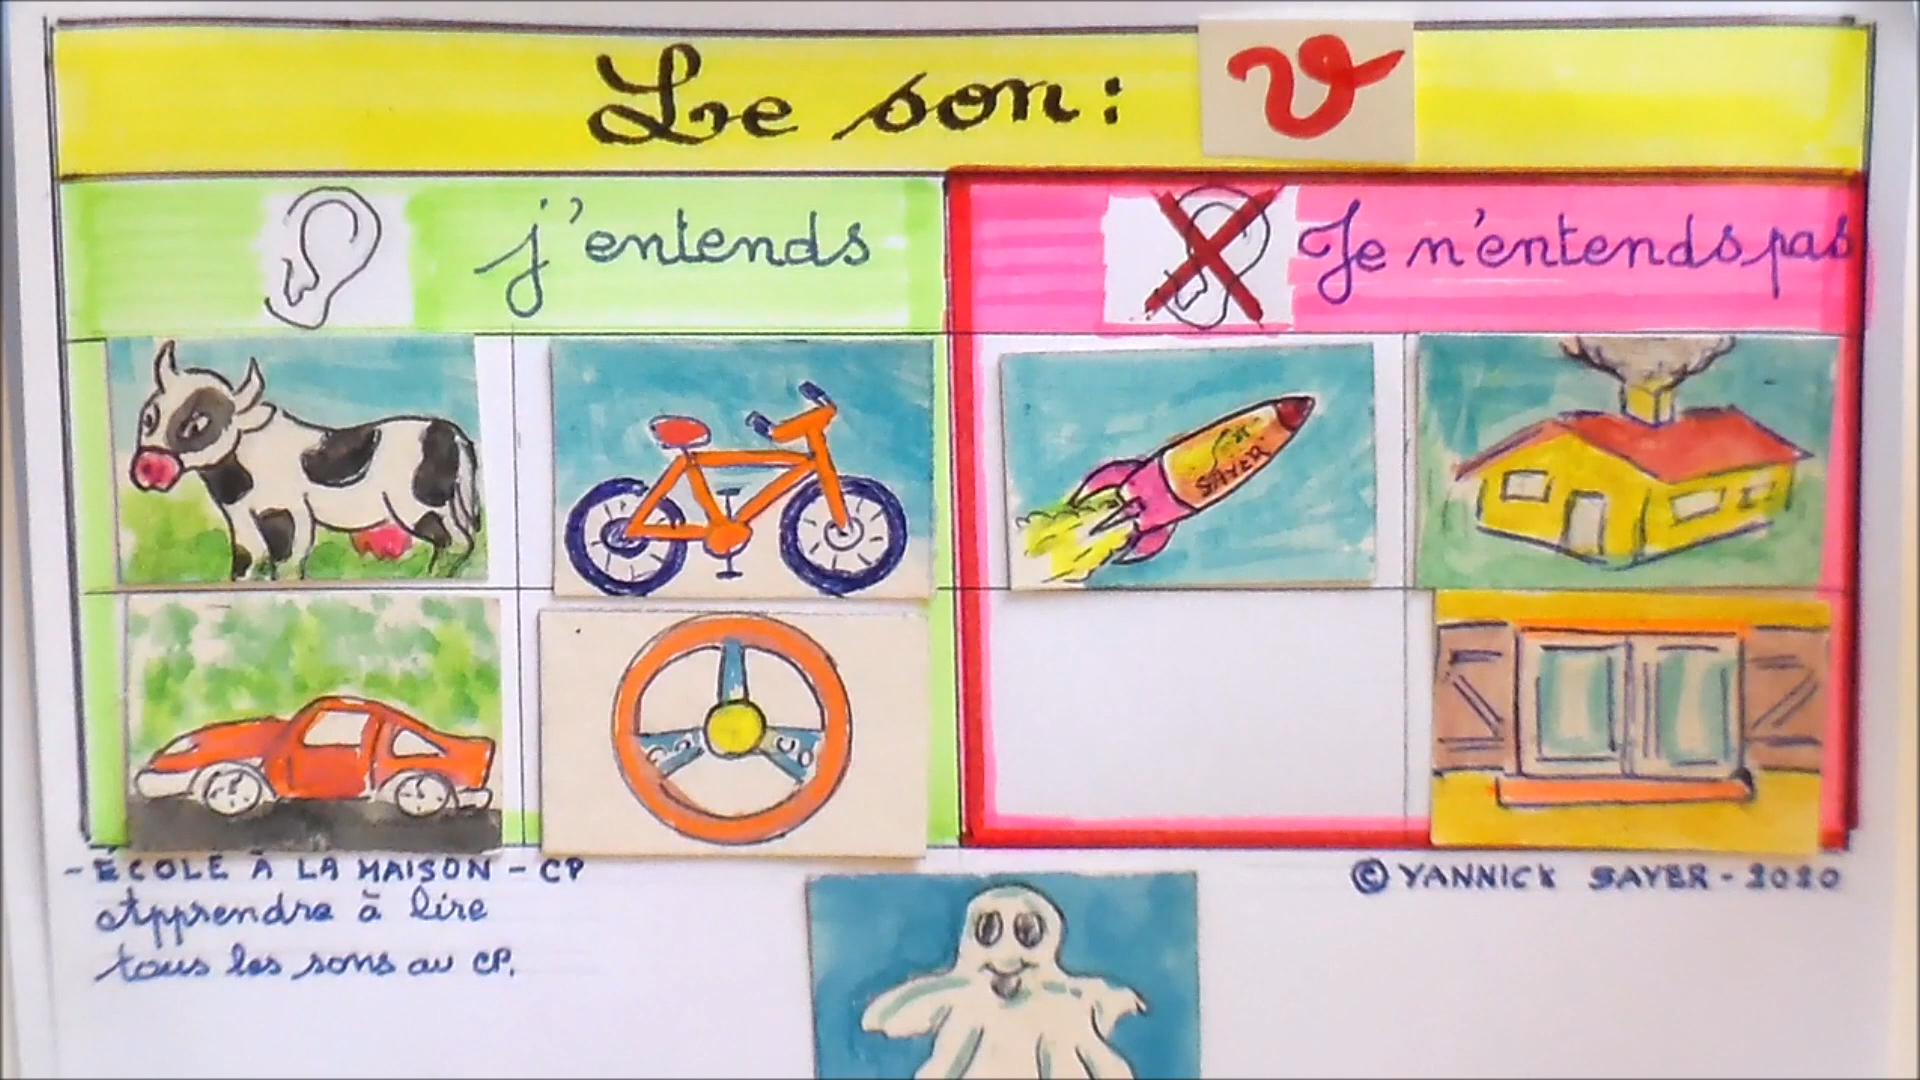 Le son : v
j'entends
Je n'entends pas
SAYER
- ÉCOLE À LA MAISON - CP
Apprendre à lire
tous les sons au CP.
© YANNICK SAYER - 2020